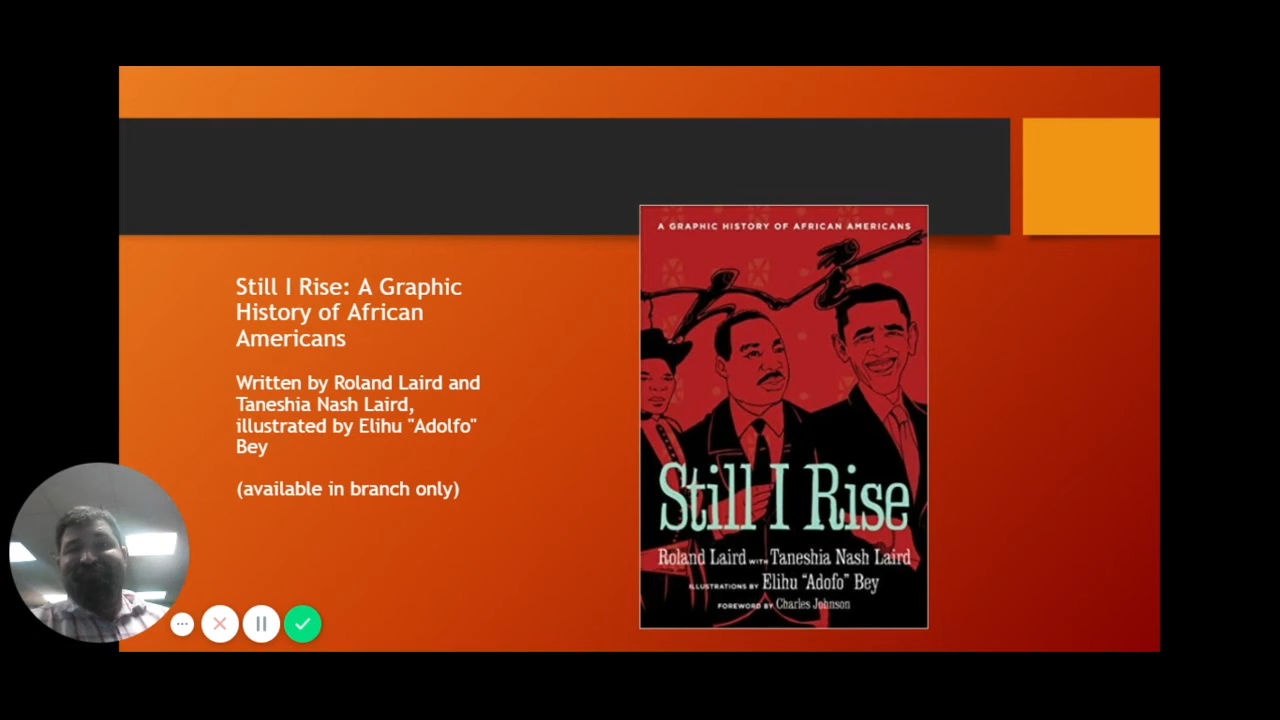 Still I Rise: A Graphic
History of African
Americans
Written by Roland Laird and
Taneshia Nash Laird,
illustrated by Elihu "Adolfo"
Bey
(available in branch only)
A GRAPHIC HISTORY OF AFRICAN AMERICANS
Still I Rise
Roland Laird WITH Taneshia Nash Laird
ILLUSTRATIONS BY Elihu “Adofo” Bey
FOREWORD BY Charles Johnson